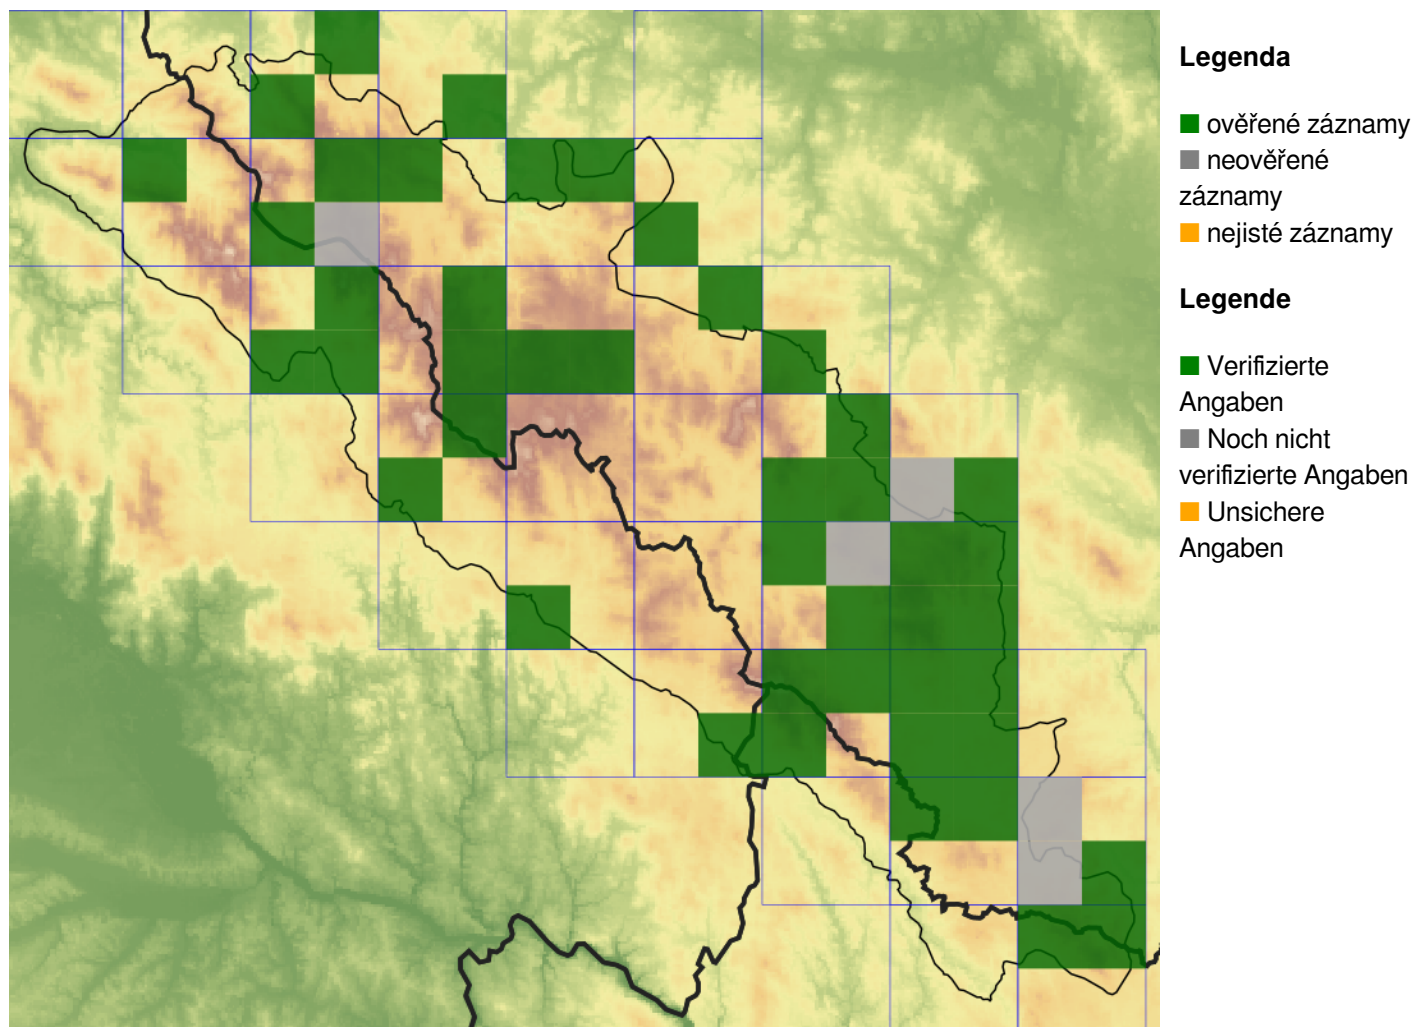 Legenda
ověřené záznamy
neověřené
záznamy
nejisté záznamy
Legende
Verifizierte
Angaben
Noch nicht
verifizierte Angaben
Unsichere
Angaben